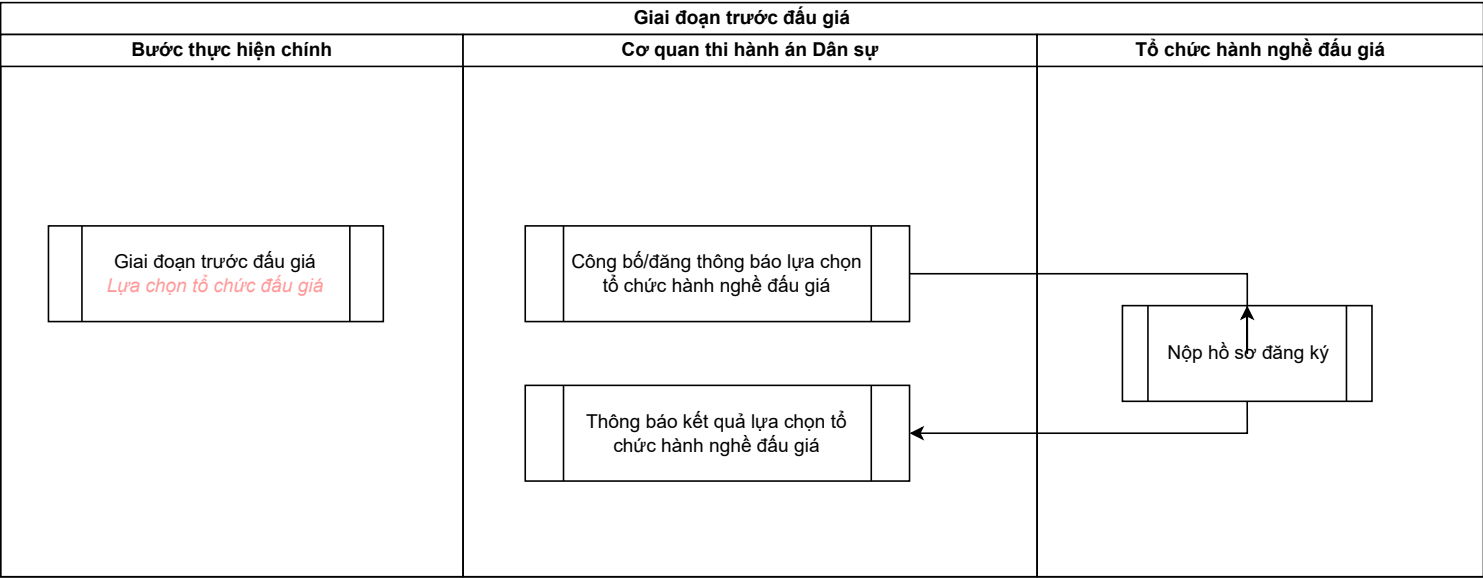 Giai đoạn trước đấu giá
Bước thực hiện chính
Cơ quan thi hành án Dân sự
Tổ chức hành nghề đấu giá
Giai đoạn trước đấu giá
Lựa chọn tổ chức đấu giá
Công bố/đăng thông báo lựa chọn
tổ chức hành nghề đấu giá
Nộp hồ sơ đăng ký
Thông báo kết quả lựa chọn tổ
chức hành nghề đấu giá